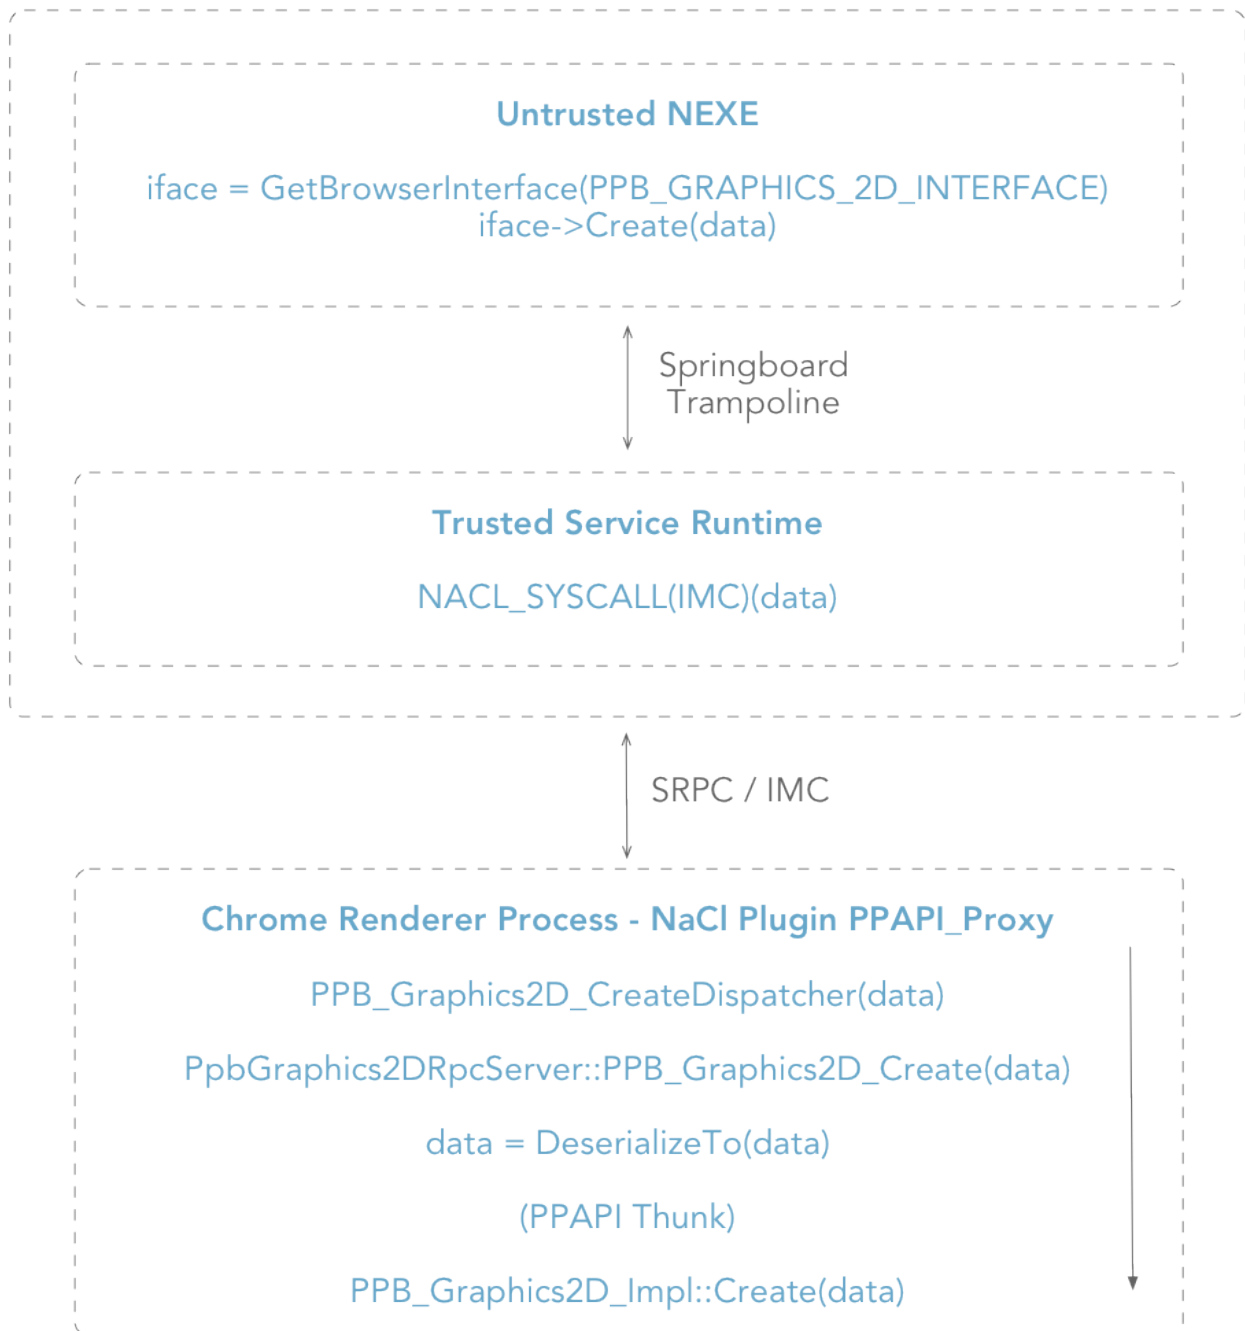 Untrusted NEXE
iface = GetBrowserInterface(PPB_GRAPHICS_2D_INTERFACE)
iface->Create(data)
Springboard
Trampoline
Trusted Service Runtime
NACL_SYSCALL(IMC)(data)
SRPC / IMC
Chrome Renderer Process - NaCl Plugin PPAPI_Proxy
PPB_Graphics2D_CreateDispatcher(data)
PpbGraphics2DRpcServer::PPB_Graphics2D_Create(data)
data = DeserializeTo(data)
(PPAPI Thunk)
PPB_Graphics2D_Impl::Create(data)